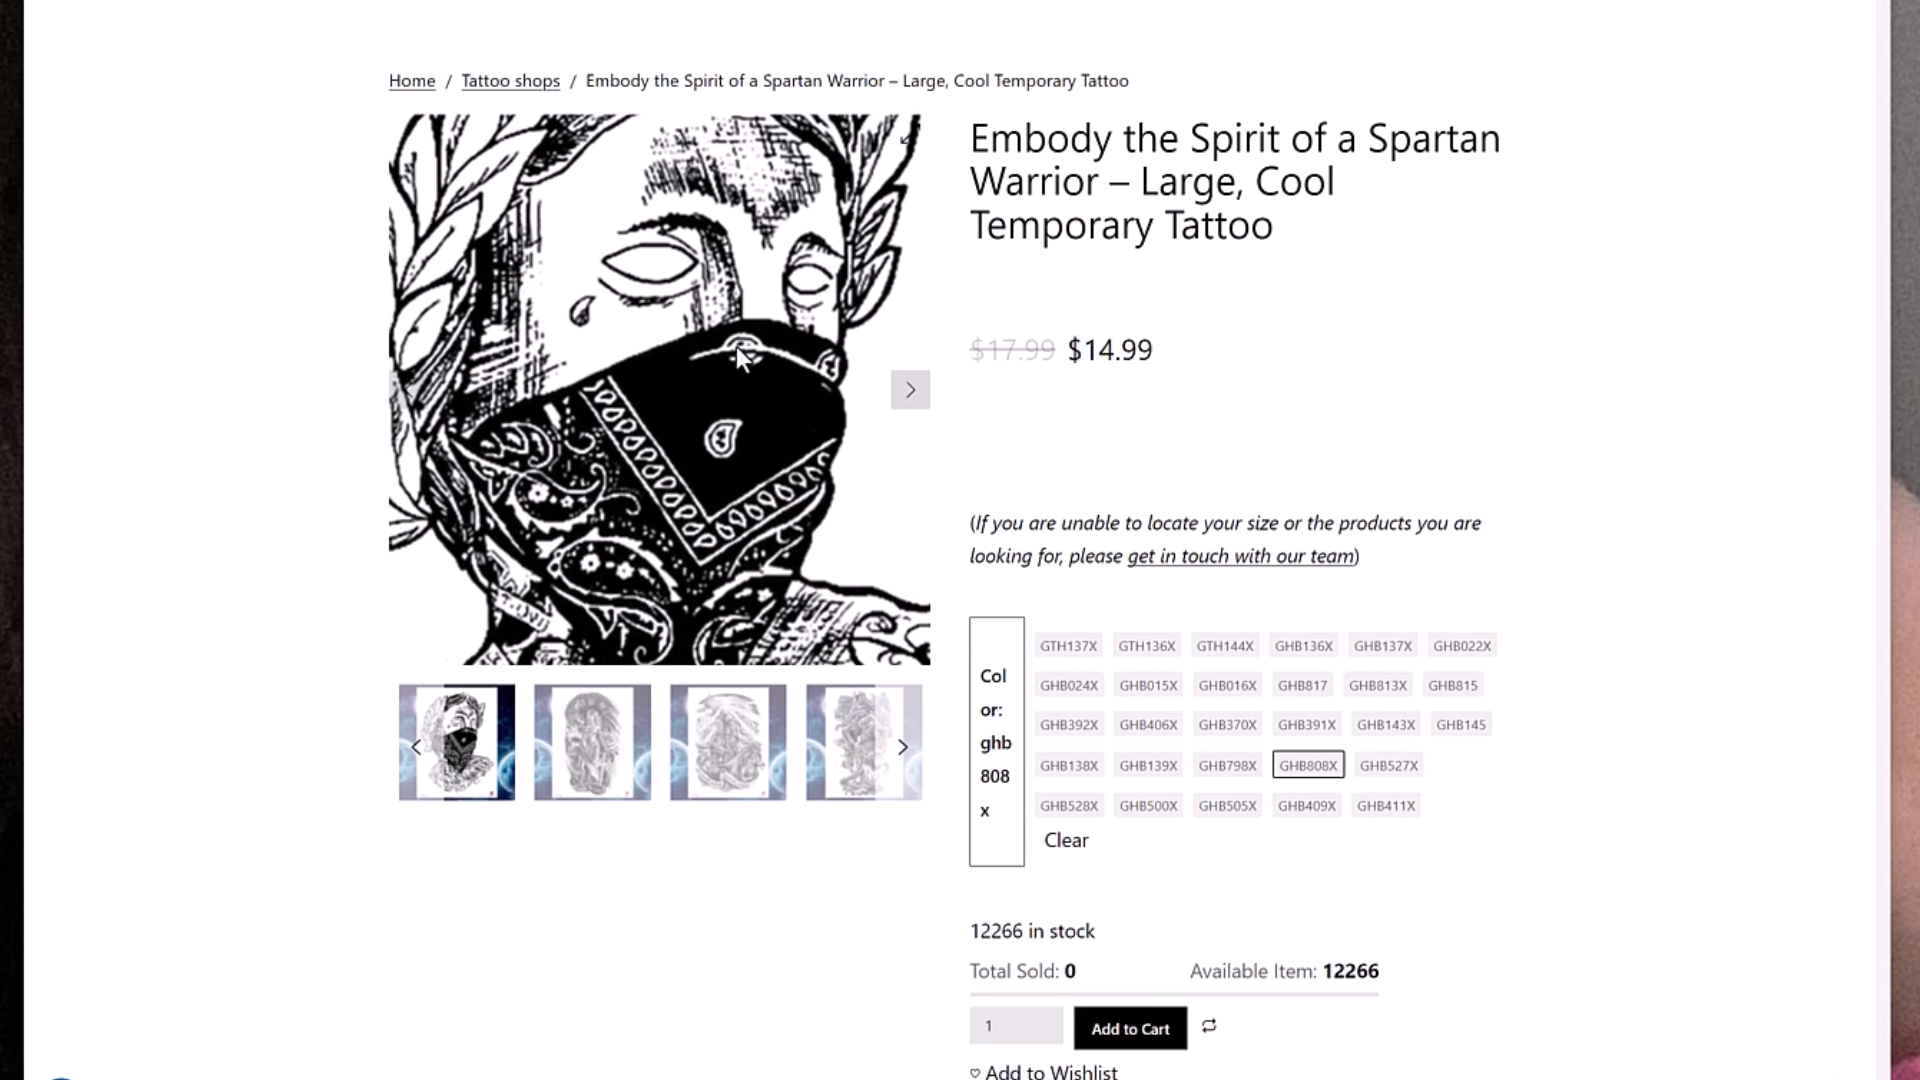 Home / Tattoo shops / Embody the Spirit of a Spartan Warrior – Large, Cool Temporary Tattoo
Embody the Spirit of a Spartan
Warrior – Large, Cool
Temporary Tattoo
$17.99 $14.99
(If you are unable to locate your size or the products you are
looking for, please get in touch with our team)
Col
or:
ghb
808
x
GTH137X GTH136X GTH144X GHB136X GHB137X GHB022X
GHB024X GHB015X GHB016X GHB817 GHB813X GHB815
GHB392X GHB406X GHB370X GHB391X GHB143X GHB145
GHB138X GHB139X GHB798X GHB808X GHB527X
GHB528X GHB500X GHB505X GHB409X GHB411X
Clear
12266 in stock
Total Sold: 0 Available Item: 12266
1 Add to Cart
Add to Wishlist